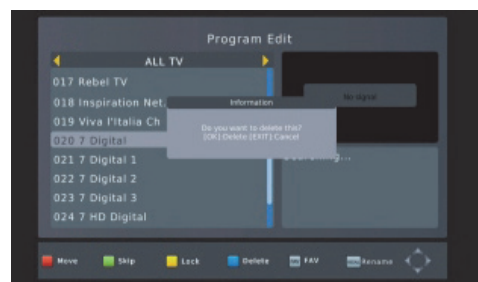 Program Edit
ALL TV
No signal
017 Rebel TV
018 Inspiration Net.
Information
019 Viva l'Italia Ch
Do you want to delete this?
[OK] Delete [EXIT] Cancel
020 7 Digital
021 7 Digital 1
022 7 Digital 2
023 7 Digital 3
024 7 HD Digital
Move Skip Lock Delete FAV Rename